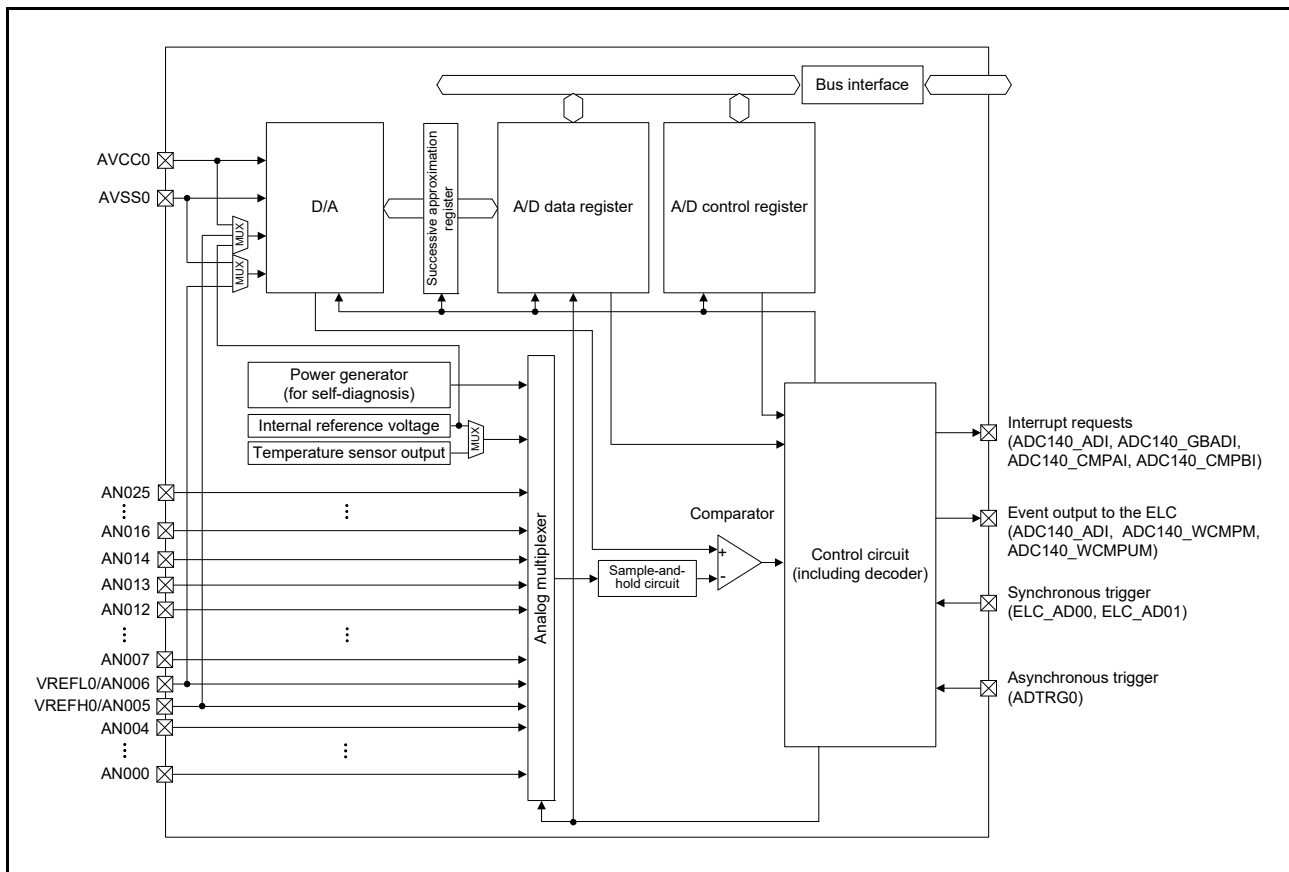 Bus interface
AVCC0
AVSS0
MUX
MUX
D/A
Successive approximation
register
A/D data register
A/D control register
Power generator
(for self-diagnosis)
Internal reference voltage
Temperature sensor output
MUX
Analog multiplexer
AN025
AN016
AN014
AN013
AN012
AN007
VREFL0/AN006
VREFH0/AN005
AN004
AN000
Comparator
+
-
Sample-and-
hold circuit
Control circuit
(including decoder)
Interrupt requests
(ADC140_ADI, ADC140_GBADI,
ADC140_CMPAI, ADC140_CMPBI)
Event output to the ELC
(ADC140_ADI, ADC140_WCMPM,
ADC140_WCMPUM)
Synchronous trigger
(ELC_AD00, ELC_AD01)
Asynchronous trigger
(ADTRG0)